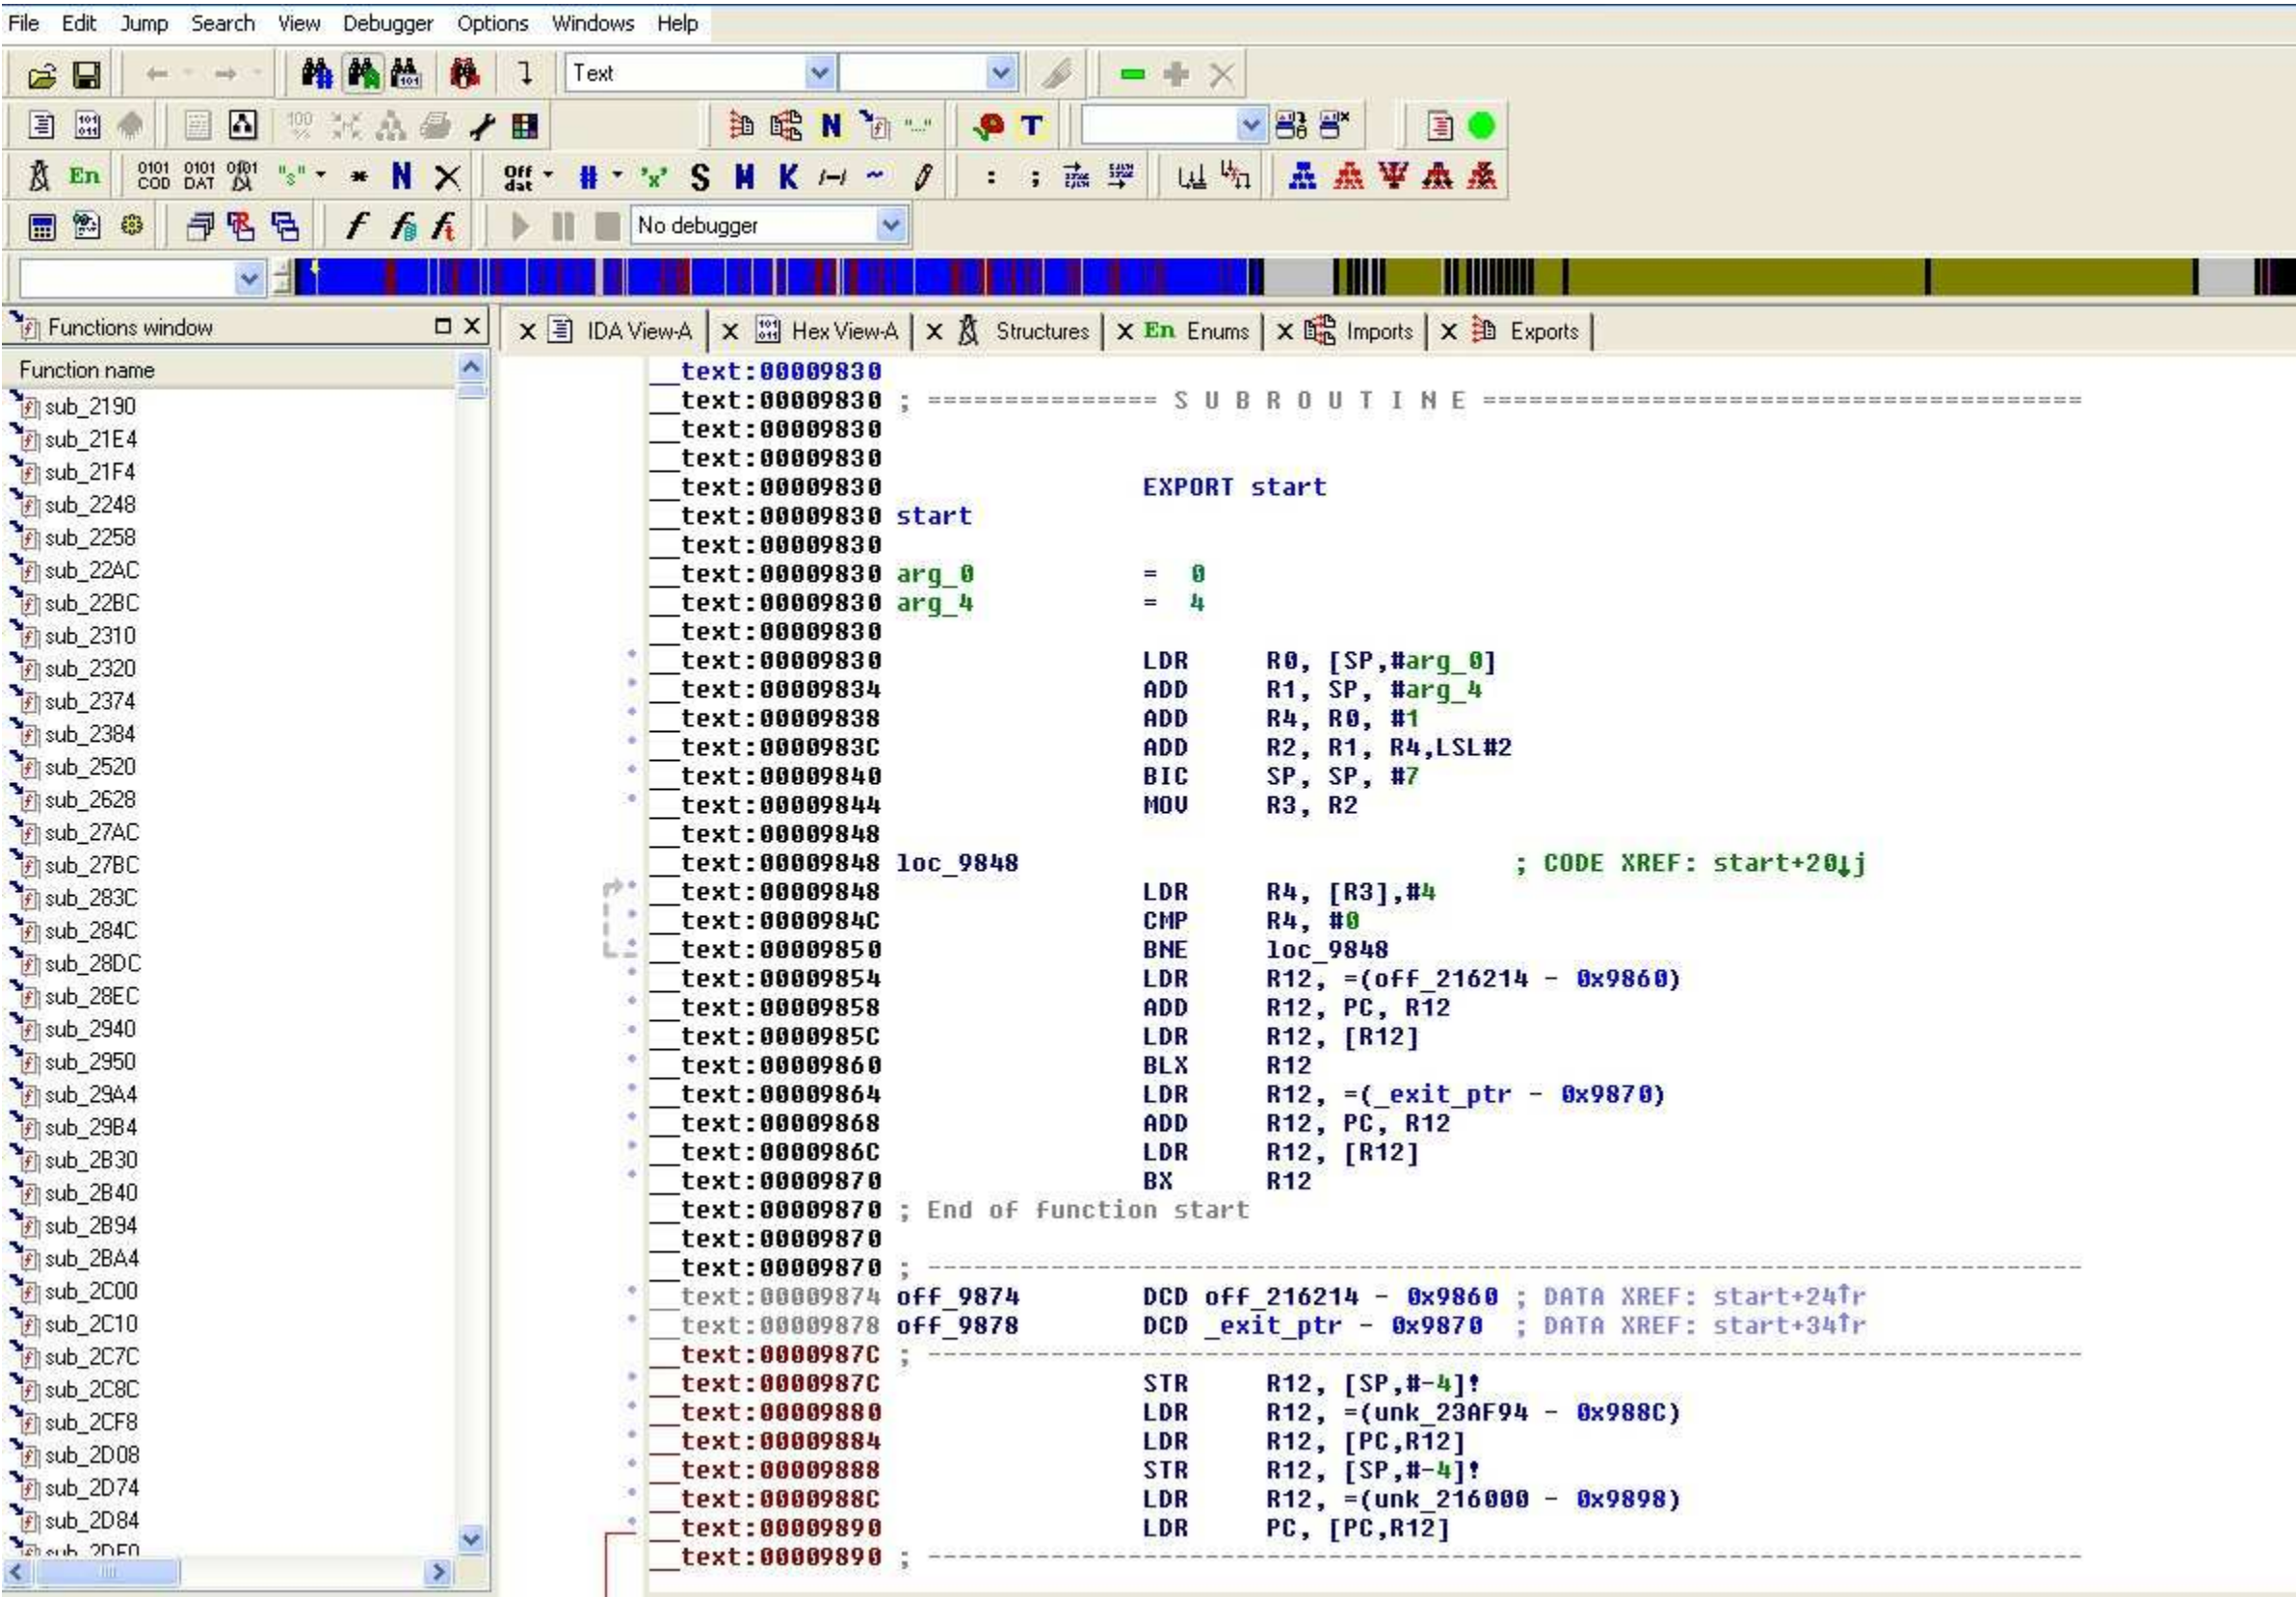 File Edit Jump Search View Debugger Options Windows Help
Text
No debugger
Functions window
IDA View-A Hex View-A Structures En Enums Imports Exports
Function name
sub_2190
sub_21E4
sub_21F4
sub_2248
sub_2258
sub_22AC
sub_22BC
sub_2310
sub_2320
sub_2374
sub_2384
sub_2520
sub_2628
sub_27AC
sub_27BC
sub_283C
sub_284C
sub_28DC
sub_28EC
sub_2940
sub_2950
sub_29A4
sub_29B4
sub_2B30
sub_2B40
sub_2B94
sub_2BA4
sub_2C00
sub_2C10
sub_2C7C
sub_2C8C
sub_2CF8
sub_2D08
sub_2D74
sub_2D84
__text:00009830
__text:00009830 ; =============== S U B R O U T I N E =======================================
__text:00009830
__text:00009830
__text:00009830 EXPORT start
__text:00009830 start
__text:00009830
__text:00009830 arg_0 = 0
__text:00009830 arg_4 = 4
__text:00009830
__text:00009830 LDR R0, [SP,#arg_0]
__text:00009834 ADD R1, SP, #arg_4
__text:00009838 ADD R4, R0, #1
__text:0000983C ADD R2, R1, R4,LSL#2
__text:00009840 BIC SP, SP, #7
__text:00009844 MOV R3, R2
__text:00009848
__text:00009848 loc_9848 ; CODE XREF: start+20↓j
__text:00009848 LDR R4, [R3],#4
__text:0000984C CMP R4, #0
__text:00009850 BNE loc_9848
__text:00009854 LDR R12, =(off_216214 - 0x9860)
__text:00009858 ADD R12, PC, R12
__text:0000985C LDR R12, [R12]
__text:00009860 BLX R12
__text:00009864 LDR R12, =(_exit_ptr - 0x9870)
__text:00009868 ADD R12, PC, R12
__text:0000986C LDR R12, [R12]
__text:00009870 BX R12
__text:00009870 ; End of function start
__text:00009870
__text:00009870 ; ---------------------------------------------------------------------------
__text:00009874 off_9874 DCD off_216214 - 0x9860 ; DATA XREF: start+24↑r
__text:00009878 off_9878 DCD _exit_ptr - 0x9870 ; DATA XREF: start+34↑r
__text:0000987C ; ---------------------------------------------------------------------------
__text:0000987C STR R12, [SP,#-4]!
__text:00009880 LDR R12, =(unk_23AF94 - 0x988C)
__text:00009884 LDR R12, [PC,R12]
__text:00009888 STR R12, [SP,#-4]!
__text:0000988C LDR R12, =(unk_216000 - 0x9898)
__text:00009890 LDR PC, [PC,R12]
__text:00009890 ; ---------------------------------------------------------------------------